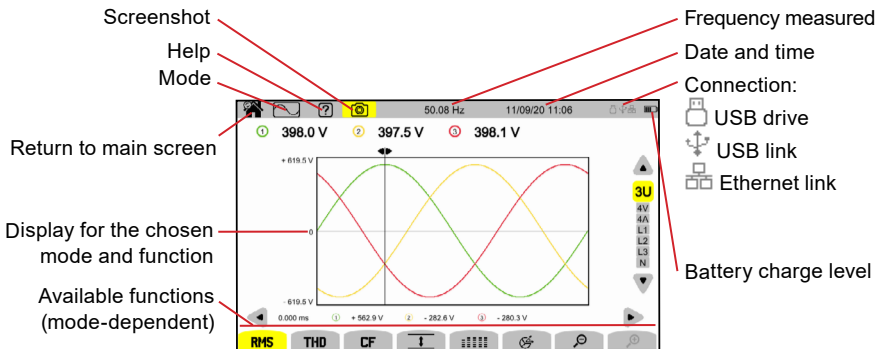 Screenshot
Help
Mode
Return to main screen
Display for the chosen
mode and function
Available functions
(mode-dependent)
Frequency measured
Date and time
Connection:
USB drive
USB link
Ethernet link
Battery charge level
? 50.08 Hz 11/09/20 11:06
1 398.0 V 2 397.5 V 3 398.1 V
+ 619.5 V
0
- 619.5 V
3U
4V
4A
L1
L2
L3
N
0.000 ms 1 + 562.9 V 2 - 282.6 V 3 - 280.3 V
RMS THD CF